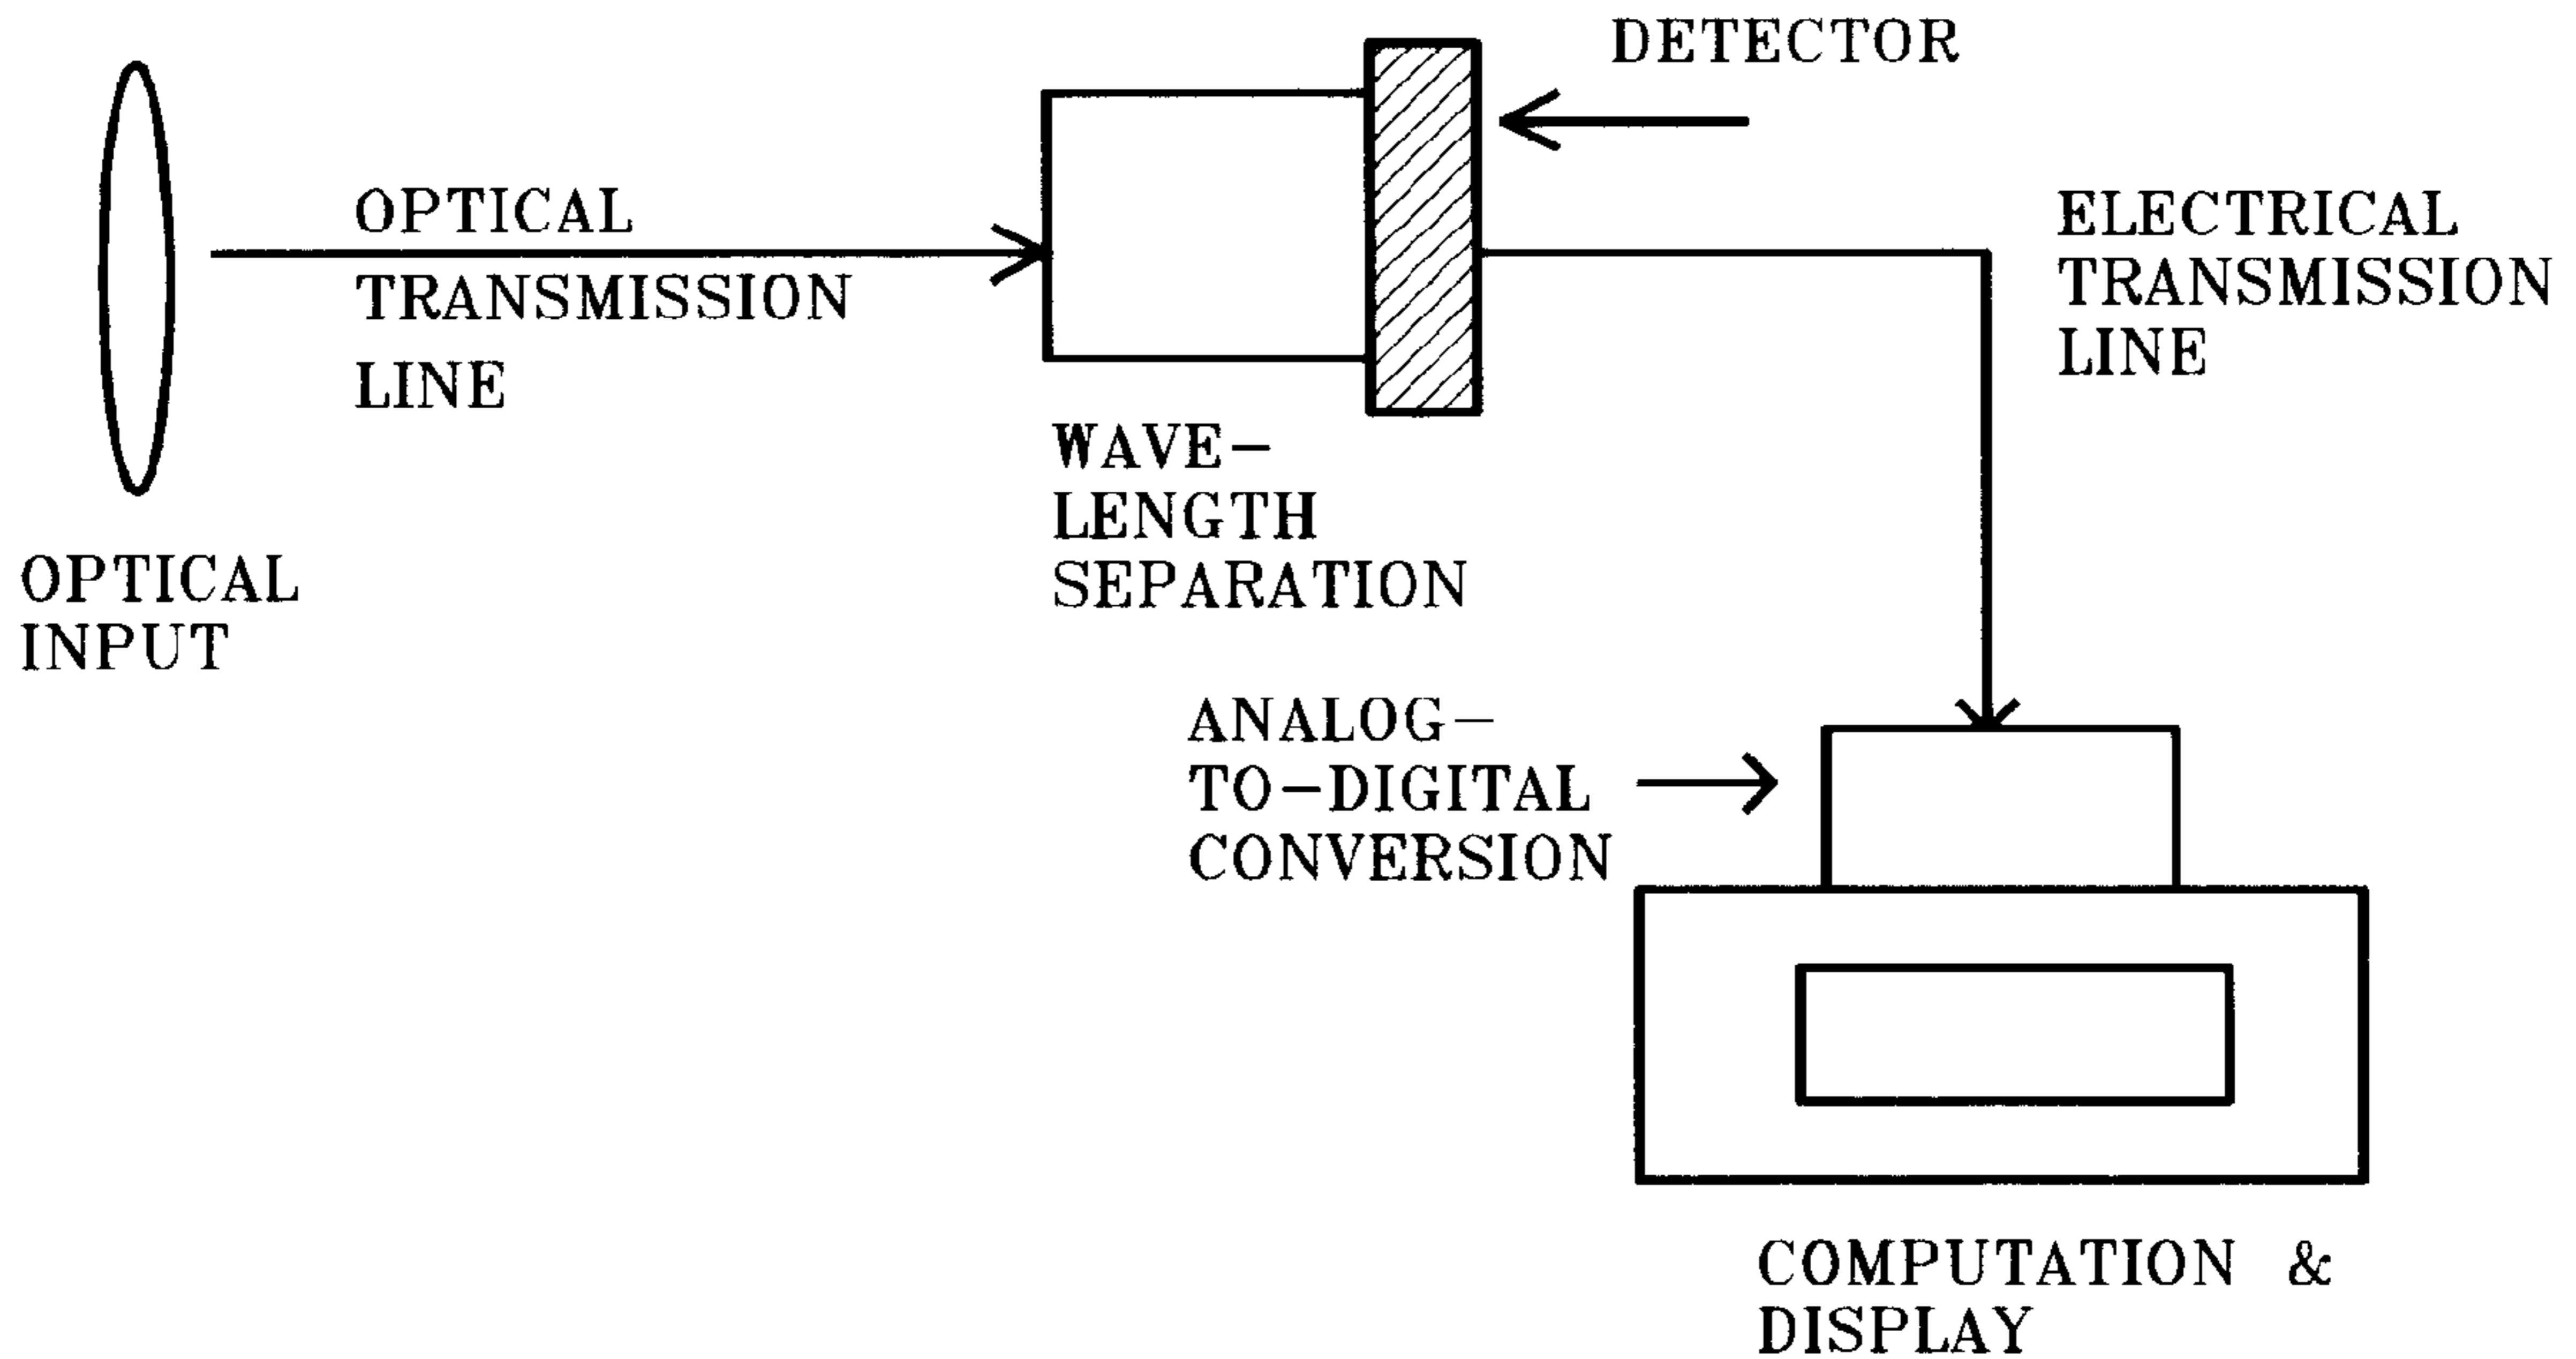 DETECTOR
OPTICAL
TRANSMISSION
LINE
ELECTRICAL
TRANSMISSION
LINE
WAVE-
LENGTH
SEPARATION
OPTICAL
INPUT
ANALOG-
TO-DIGITAL
CONVERSION
COMPUTATION &
DISPLAY